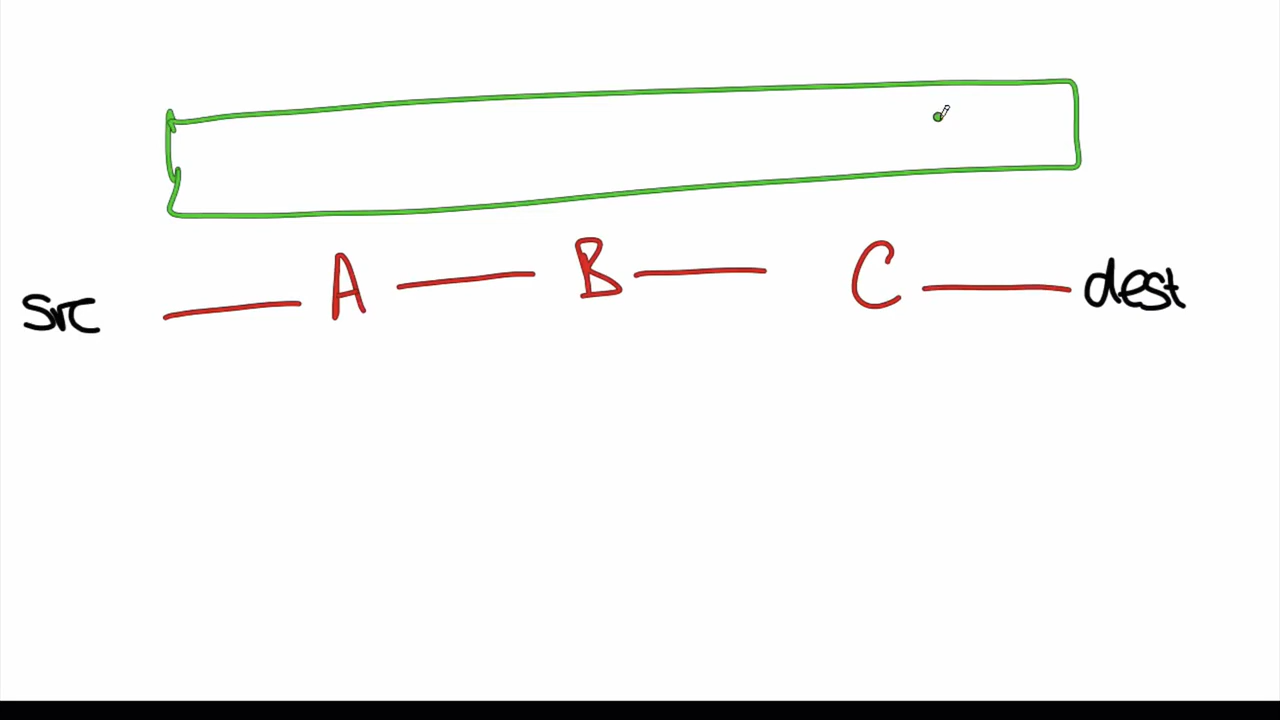 src — A — B — C — dest